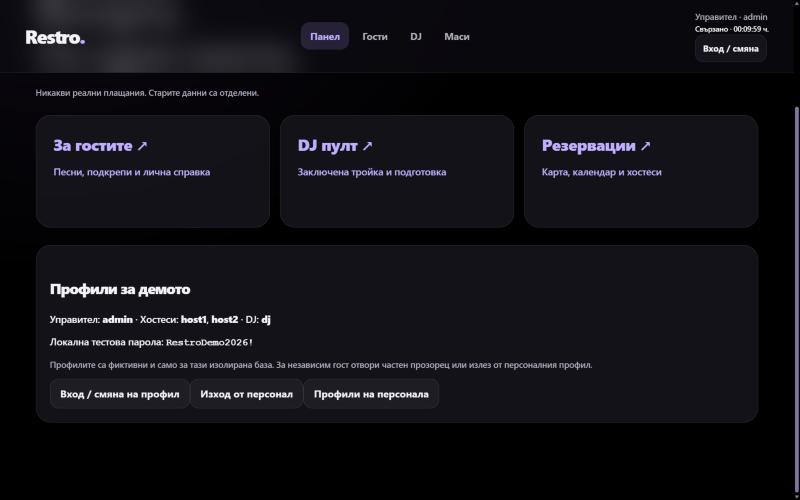 Restro.
Панел Гости DJ Маси
Управител · admin
Свързано · 00:09:59 ч.
Вход / смяна
Никакви реални плащания. Старите данни са отделени.
За гостите ↗
Песни, подкрепи и лична справка
DJ пулт ↗
Заключена тройка и подготовка
Резервации ↗
Карта, календар и хостеси
Профили за демото
Управител: admin · Хостеси: host1, host2 · DJ: dj
Локална тестова парола: RestroDemo2026!
Профилите са фиктивни и само за тази изолирана база. За независим гост отвори частен прозорец или излез от персоналния профил.
Вход / смяна на профил Изход от персонал Профили на персонала